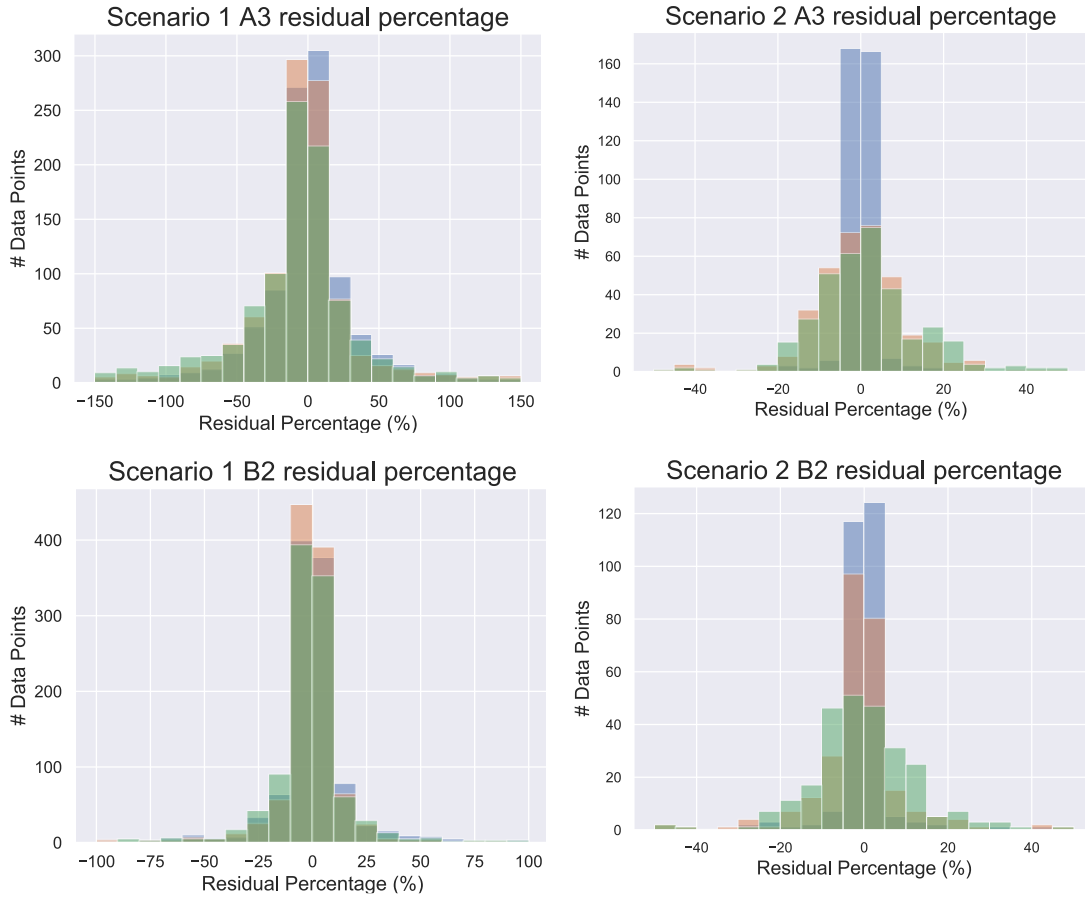 Scenario 1 A3 residual percentage
# Data Points
300
250
200
150
100
50
0
−150 −100 −50 0 50 100 150
Residual Percentage (%)
Scenario 2 A3 residual percentage
# Data Points
160
140
120
100
80
60
40
20
0
−40 −20 0 20 40
Residual Percentage (%)
Scenario 1 B2 residual percentage
# Data Points
400
300
200
100
0
−100 −75 −50 −25 0 25 50 75 100
Residual Percentage (%)
Scenario 2 B2 residual percentage
# Data Points
120
100
80
60
40
20
0
−40 −20 0 20 40
Residual Percentage (%)